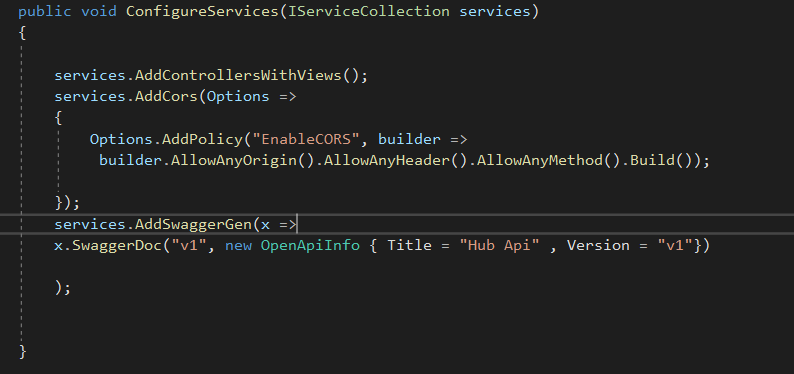 public void ConfigureServices(IServiceCollection services)
{
services.AddControllersWithViews();
services.AddCors(Options =>
{
Options.AddPolicy("EnableCORS", builder =>
builder.AllowAnyOrigin().AllowAnyHeader().AllowAnyMethod().Build());
});
services.AddSwaggerGen(x =>
x.SwaggerDoc("v1", new OpenApiInfo { Title = "Hub Api" , Version = "v1"})
);
}